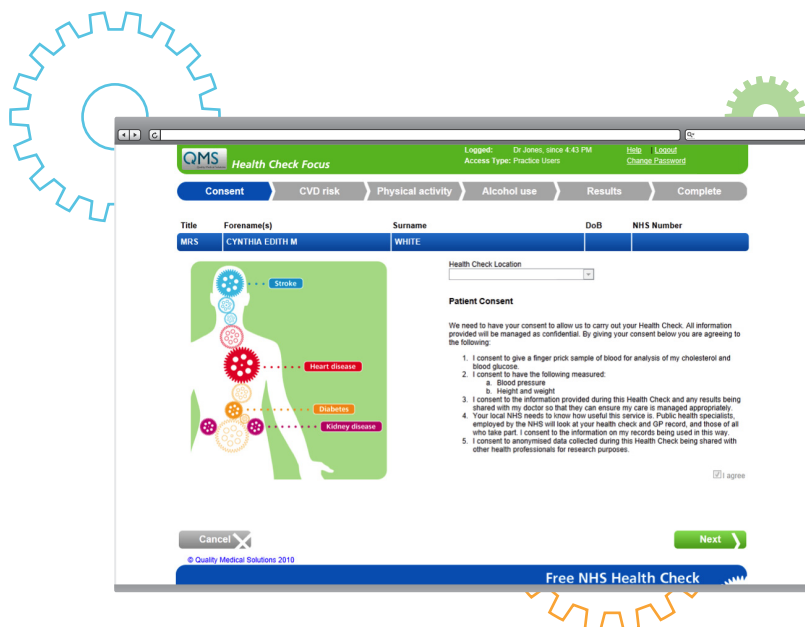 QMS Health Check Focus
Logged: Dr Jones, since 4:43 PM
Access Type: Practice Users
Help | Logout
Change Password
Consent CVD risk Physical activity Alcohol use Results Complete
Title Forename(s) Surname DoB NHS Number
MRS CYNTHIA EDITH M WHITE
Stroke
Heart disease
Diabetes
Kidney disease
Health Check Location
Patient Consent
We need to have your consent to allow us to carry out your Health Check. All information
provided will be managed as confidential. By giving your consent below you are agreeing to
the following:
1. I consent to give a finger prick sample of blood for analysis of my cholesterol and
blood glucose.
2. I consent to have the following measured:
a. Blood pressure
b. Height and weight
3. I consent to the information provided during this Health Check and any results being
shared with my doctor so that they can ensure my care is managed appropriately.
4. Your local NHS needs to know how useful this service is. Public health specialists,
employed by the NHS will look at your health check and GP record, and those of all
who take part. I consent to the information on my records being used in this way.
5. I consent to anonymised data collected during this Health Check being shared with
other health professionals for research purposes.
I agree
Cancel
Next
© Quality Medical Solutions 2010
Free NHS Health Check